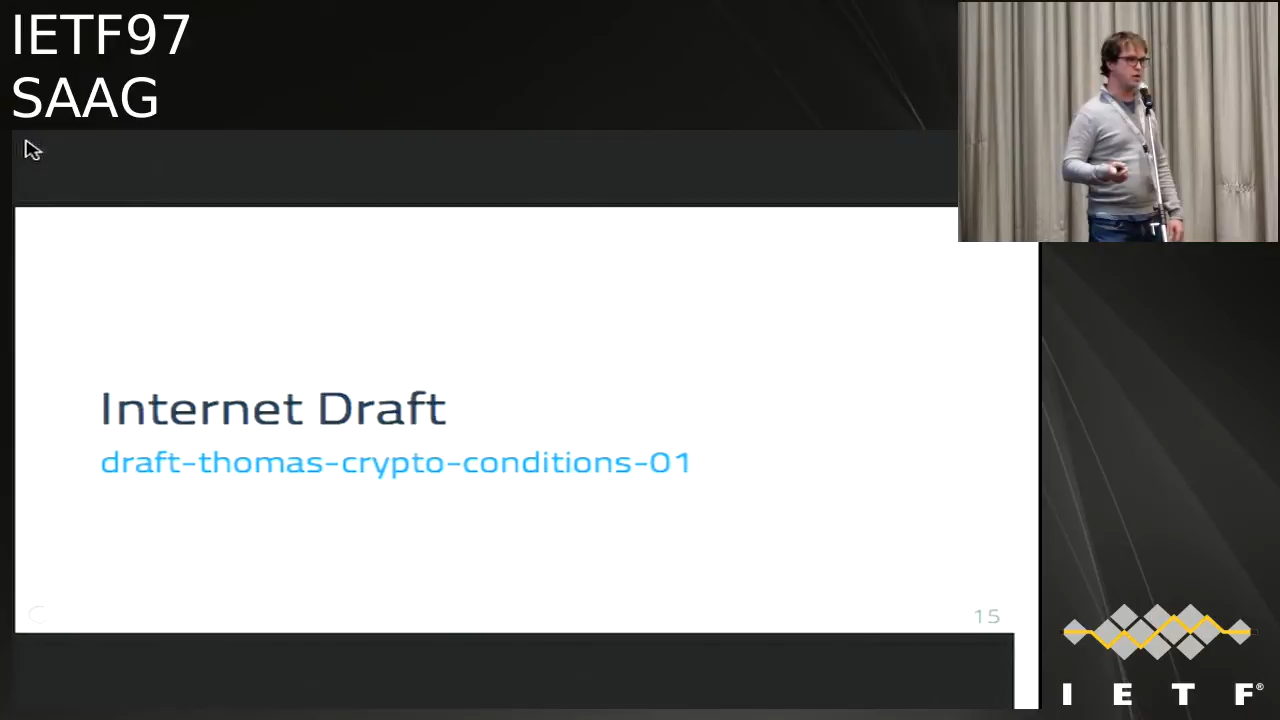 IETF97
SAAG
Internet Draft
draft-thomas-crypto-conditions-01
15
I E T F®